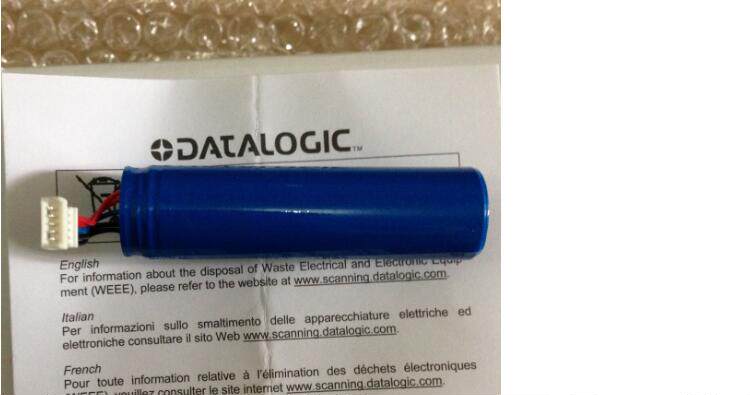 DATALOGIC™
English
For information about the disposal of Waste Electrical and Electronic Equip-
ment (WEEE), please refer to the website at www.scanning.datalogic.com.
Italian
Per informazioni sullo smaltimento delle apparecchiature elettriche ed
elettroniche consultare il sito Web www.scanning.datalogic.com.
French
Pour toute information relative à l'élimination des déchets électroniques
(WEEE), vouillez consulter le site internet www.scanning.datalogic.com.